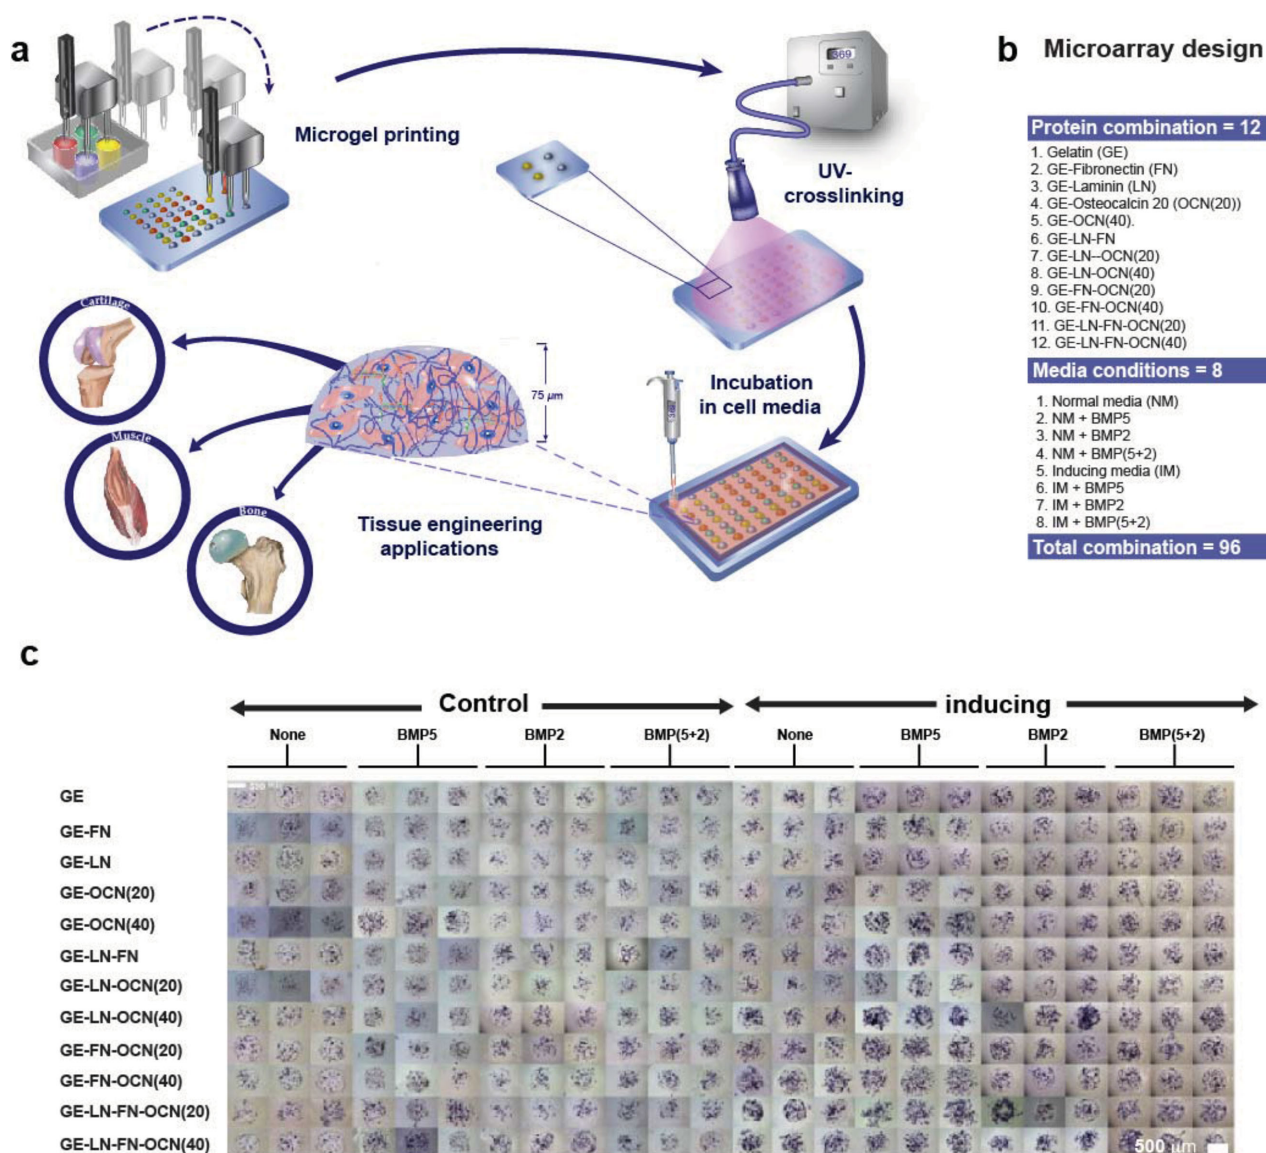 a
Microgel printing
369
UV-
crosslinking
Incubation
in cell media
75 µm
Cartilage
Muscle
Bone
Tissue engineering
applications
b Microarray design
Protein combination = 12
1. Gelatin (GE)
2. GE-Fibronectin (FN)
3. GE-Laminin (LN)
4. GE-Osteocalcin 20 (OCN(20))
5. GE-OCN(40).
6. GE-LN-FN
7. GE-LN--OCN(20)
8. GE-LN-OCN(40)
9. GE-FN-OCN(20)
10. GE-FN-OCN(40)
11. GE-LN-FN-OCN(20)
12. GE-LN-FN-OCN(40)
Media conditions = 8
1. Normal media (NM)
2. NM + BMP5
3. NM + BMP2
4. NM + BMP(5+2)
5. Inducing media (IM)
6. IM + BMP5
7. IM + BMP2
8. IM + BMP(5+2)
Total combination = 96
c
Control inducing
None BMP5 BMP2 BMP(5+2) None BMP5 BMP2 BMP(5+2)
GE
GE-FN
GE-LN
GE-OCN(20)
GE-OCN(40)
GE-LN-FN
GE-LN-OCN(20)
GE-LN-OCN(40)
GE-FN-OCN(20)
GE-FN-OCN(40)
GE-LN-FN-OCN(20)
GE-LN-FN-OCN(40)
500 µm